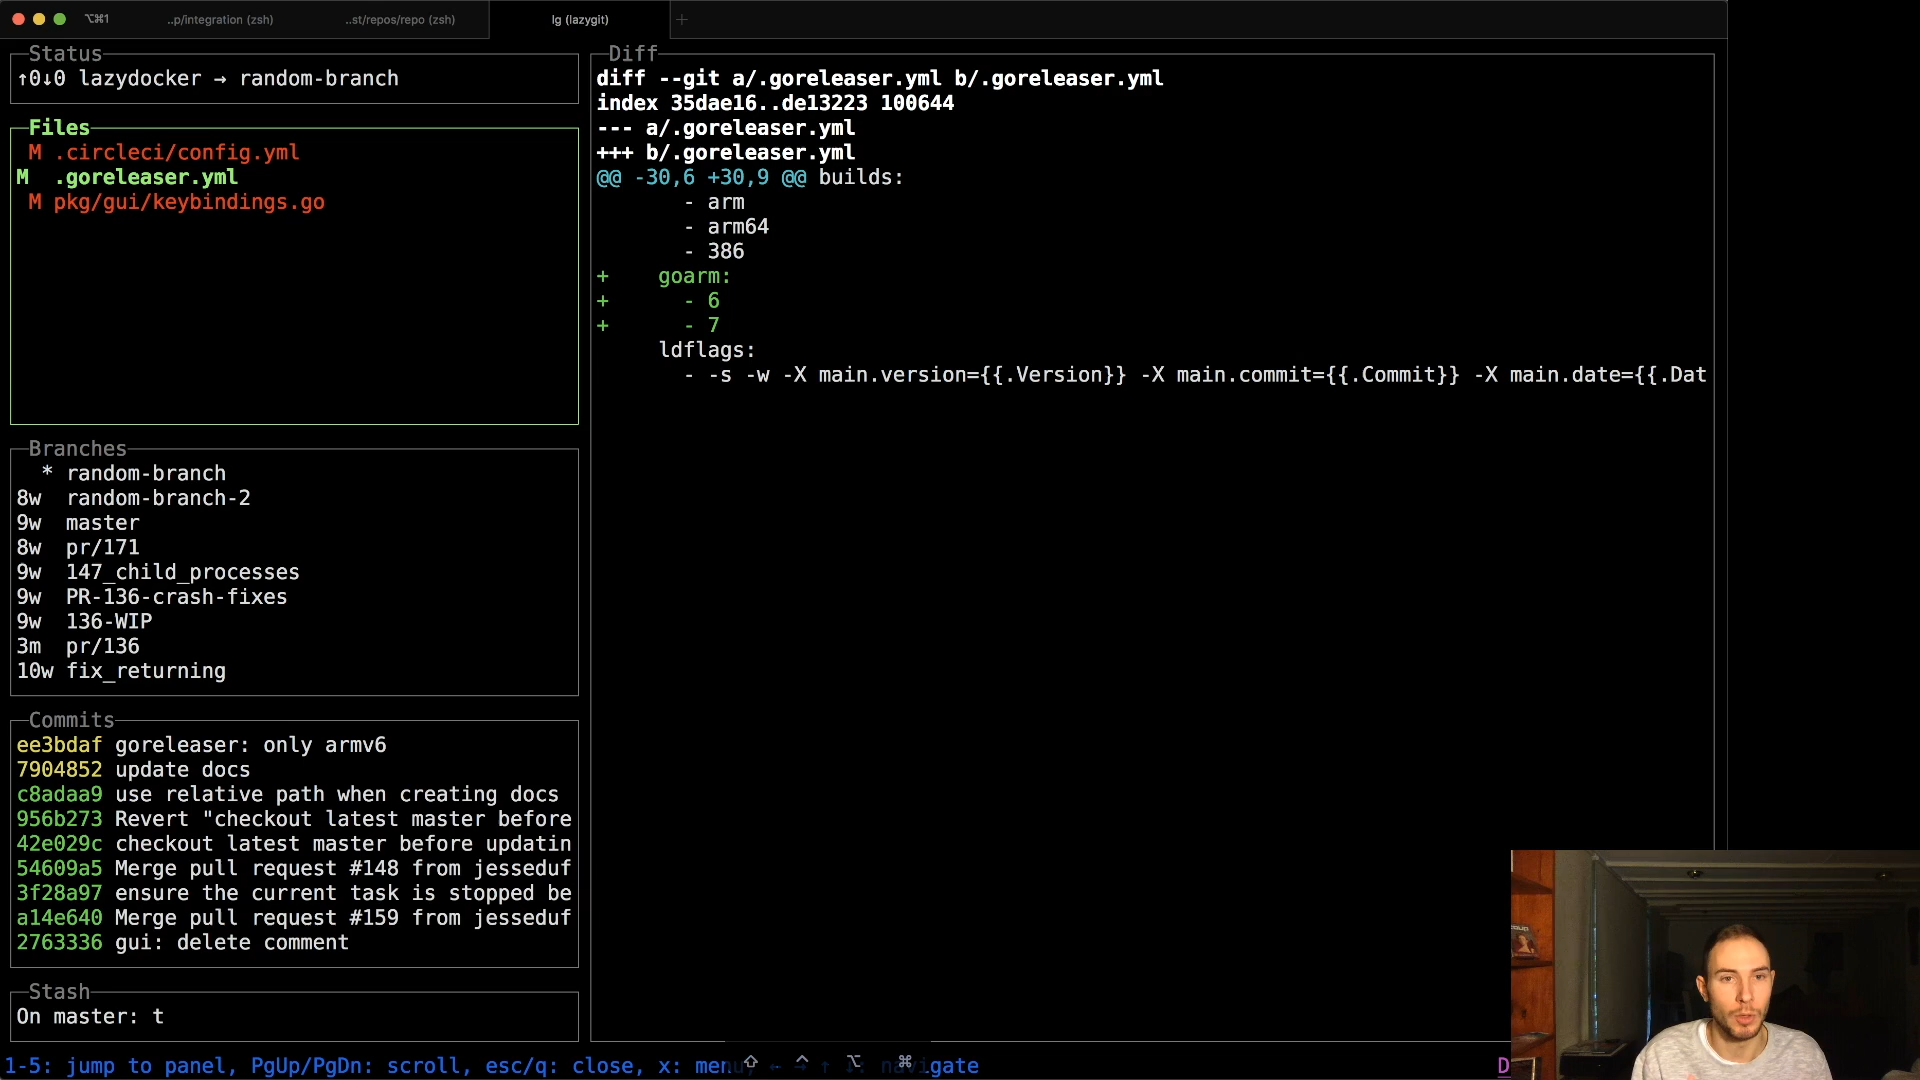 ⌥⌘1
..p/integration (zsh)
..st/repos/repo (zsh)
lg (lazygit)
+
Status
↑0↓0 lazydocker → random-branch
Files
M .circleci/config.yml
M  .goreleaser.yml
M pkg/gui/keybindings.go
Branches
* random-branch
8w  random-branch-2
9w  master
8w  pr/171
9w  147_child_processes
9w  PR-136-crash-fixes
9w  136-WIP
3m  pr/136
10w fix_returning
Commits
ee3bdaf goreleaser: only armv6
7904852 update docs
c8adaa9 use relative path when creating docs
956b273 Revert "checkout latest master before
42e029c checkout latest master before updatin
54609a5 Merge pull request #148 from jesseduf
3f28a97 ensure the current task is stopped be
a14e640 Merge pull request #159 from jesseduf
2763336 gui: delete comment
Stash
On master: t
Diff
diff --git a/.goreleaser.yml b/.goreleaser.yml
index 35dae16..de13223 100644
--- a/.goreleaser.yml
+++ b/.goreleaser.yml
@@ -30,6 +30,9 @@ builds:
       - arm
       - arm64
       - 386
+    goarm:
+      - 6
+      - 7
     ldflags:
       - -s -w -X main.version={{.Version}} -X main.commit={{.Commit}} -X main.date={{.Dat
1-5: jump to panel, PgUp/PgDn: scroll, esc/q: close, x: menu, ← → ↑ ↓: navigate
⇧ ^ ⌥ ⌘
D